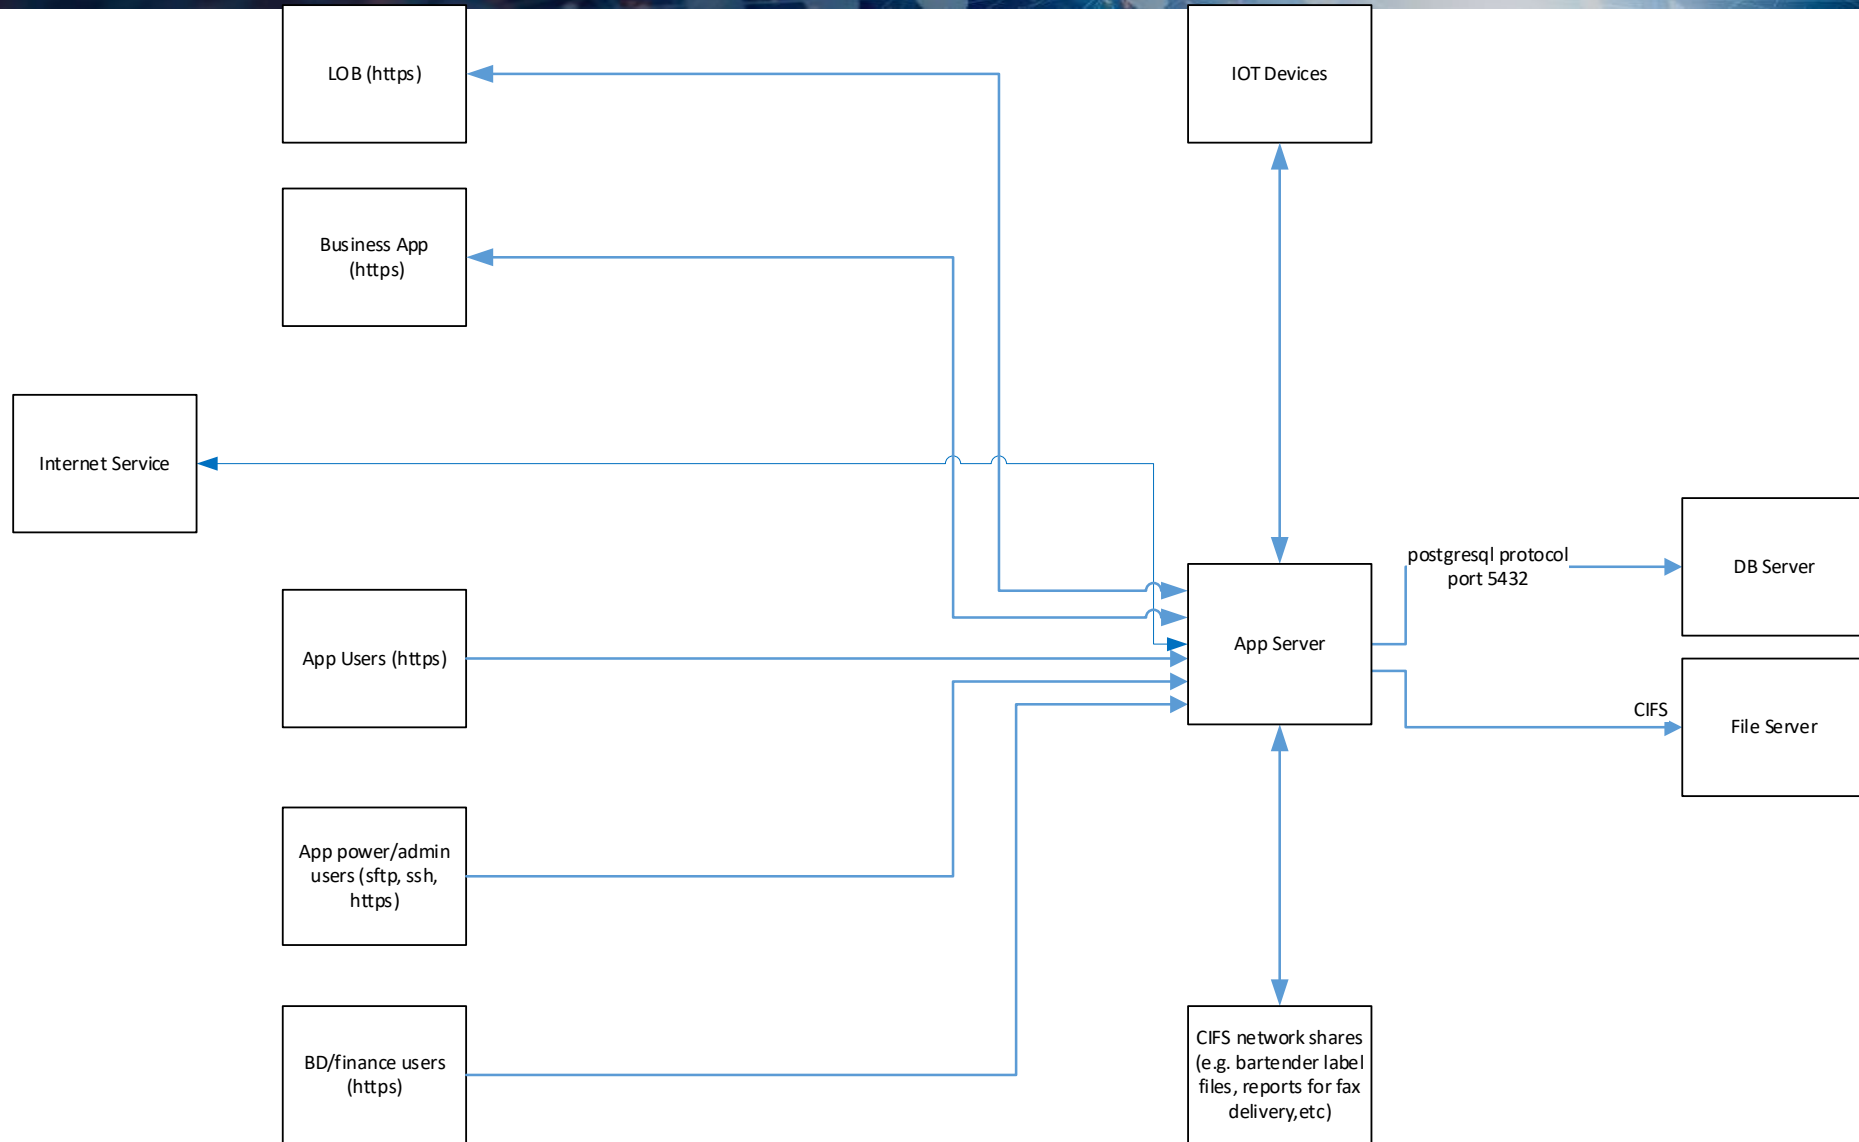 LOB (https)
IOT Devices
Business App
(https)
Internet Service
postgresql protocol
port 5432
DB Server
App Users (https)
App Server
CIFS
File Server
App power/admin
users (sftp, ssh,
https)
BD/finance users
(https)
CIFS network shares
(e.g. bartender label
files, reports for fax
delivery,etc)